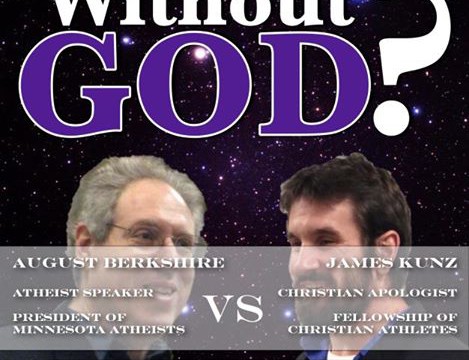 Without
GOD?
AUGUST BERKSHIRE
ATHEIST SPEAKER
PRESIDENT OF
MINNESOTA ATHEISTS
VS
JAMES KUNZ
CHRISTIAN APOLOGIST
FELLOWSHIP OF
CHRISTIAN ATHLETES